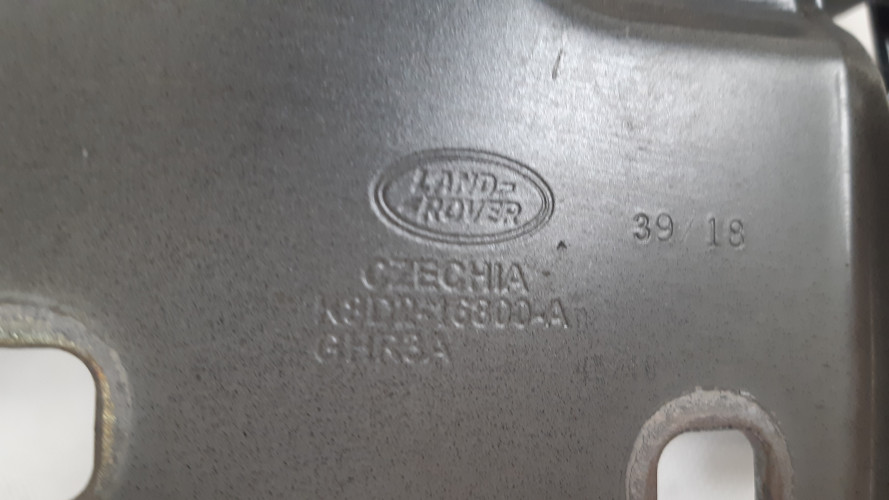 LAND-
ROVER
39/18
CZECHIA
K8D2-16800-A
GHR3A